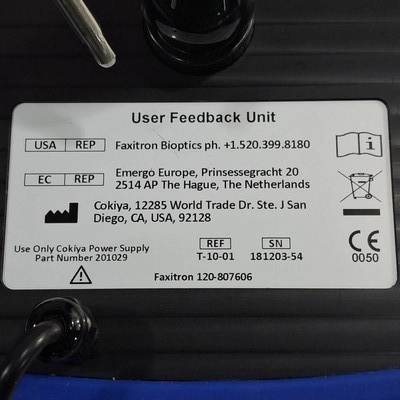 User Feedback Unit
USA REP Faxitron Bioptics ph. +1.520.399.8180
EC REP Emergo Europe, Prinsessegracht 20
2514 AP The Hague, The Netherlands
Cokiya, 12285 World Trade Dr. Ste. J San
Diego, CA, USA, 92128
Use Only Cokiya Power Supply
Part Number 201029
REF SN
T-10-01 181203-54
CE
0050
Faxitron 120-807606